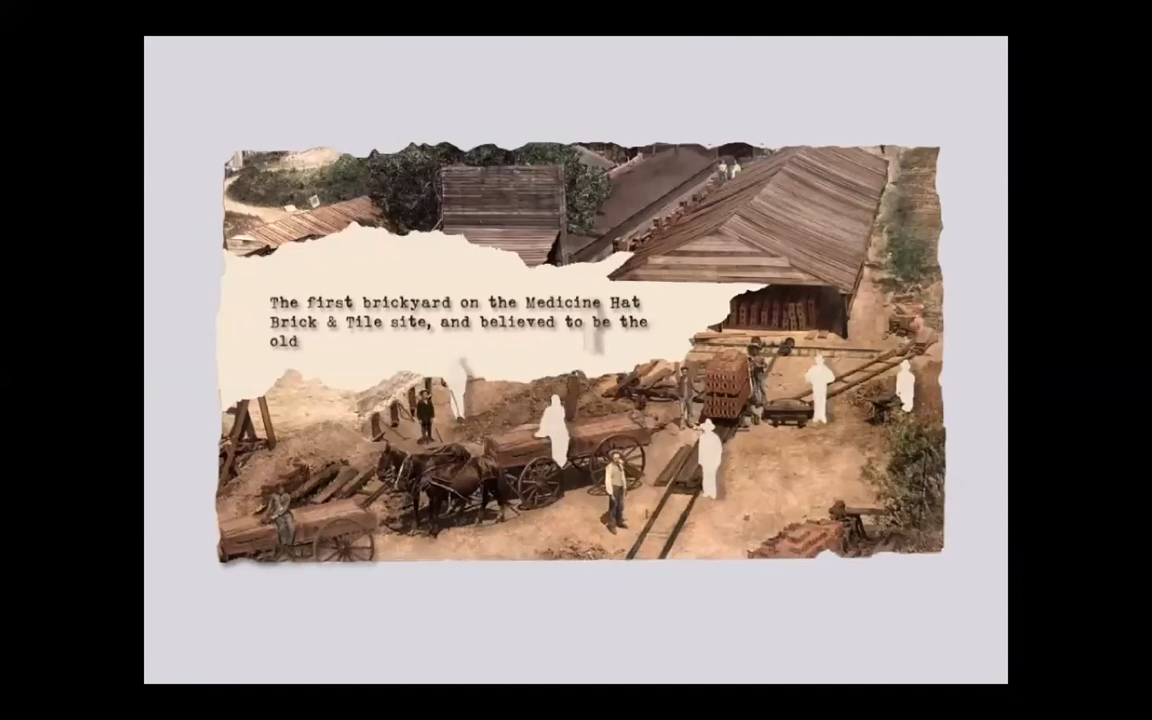 The first brickyard on the Medicine Hat
Brick & Tile site, and believed to be the
old